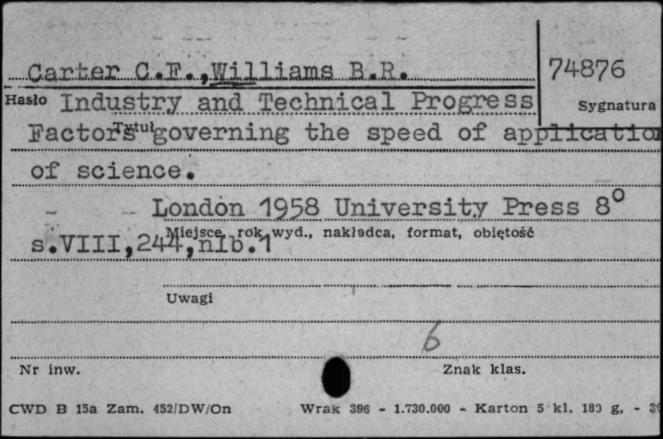 Carter C.F.,Williams B.R. 74876
Hasło Industry and Technical Progress Sygnatura
Tytuł
Factors governing the speed of application
of science.
- - London 1958 University Press 8°
Miejsce, rok wyd., nakładca, format, objętość
s.VIII,244,nlb.1
Uwagi
6
Nr inw. Znak klas.
CWD B 15a Zam. 452/DW/On Wrak 396 - 1.730.000 - Karton 5 kl. 180 g. -